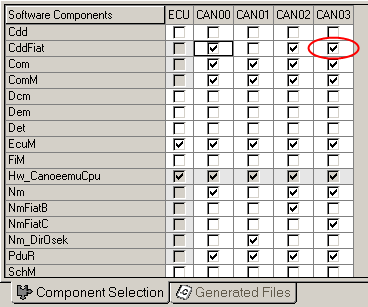 Software Components ECU CAN00 CAN01 CAN02 CAN03
Cdd
CddFiat
Com
ComM
Dcm
Dem
Det
EcuM
FiM
Hw_CanoeemuCpu
Nm
NmFiatB
NmFiatC
Nm_DirOsek
PduR
SchM
Component Selection Generated Files